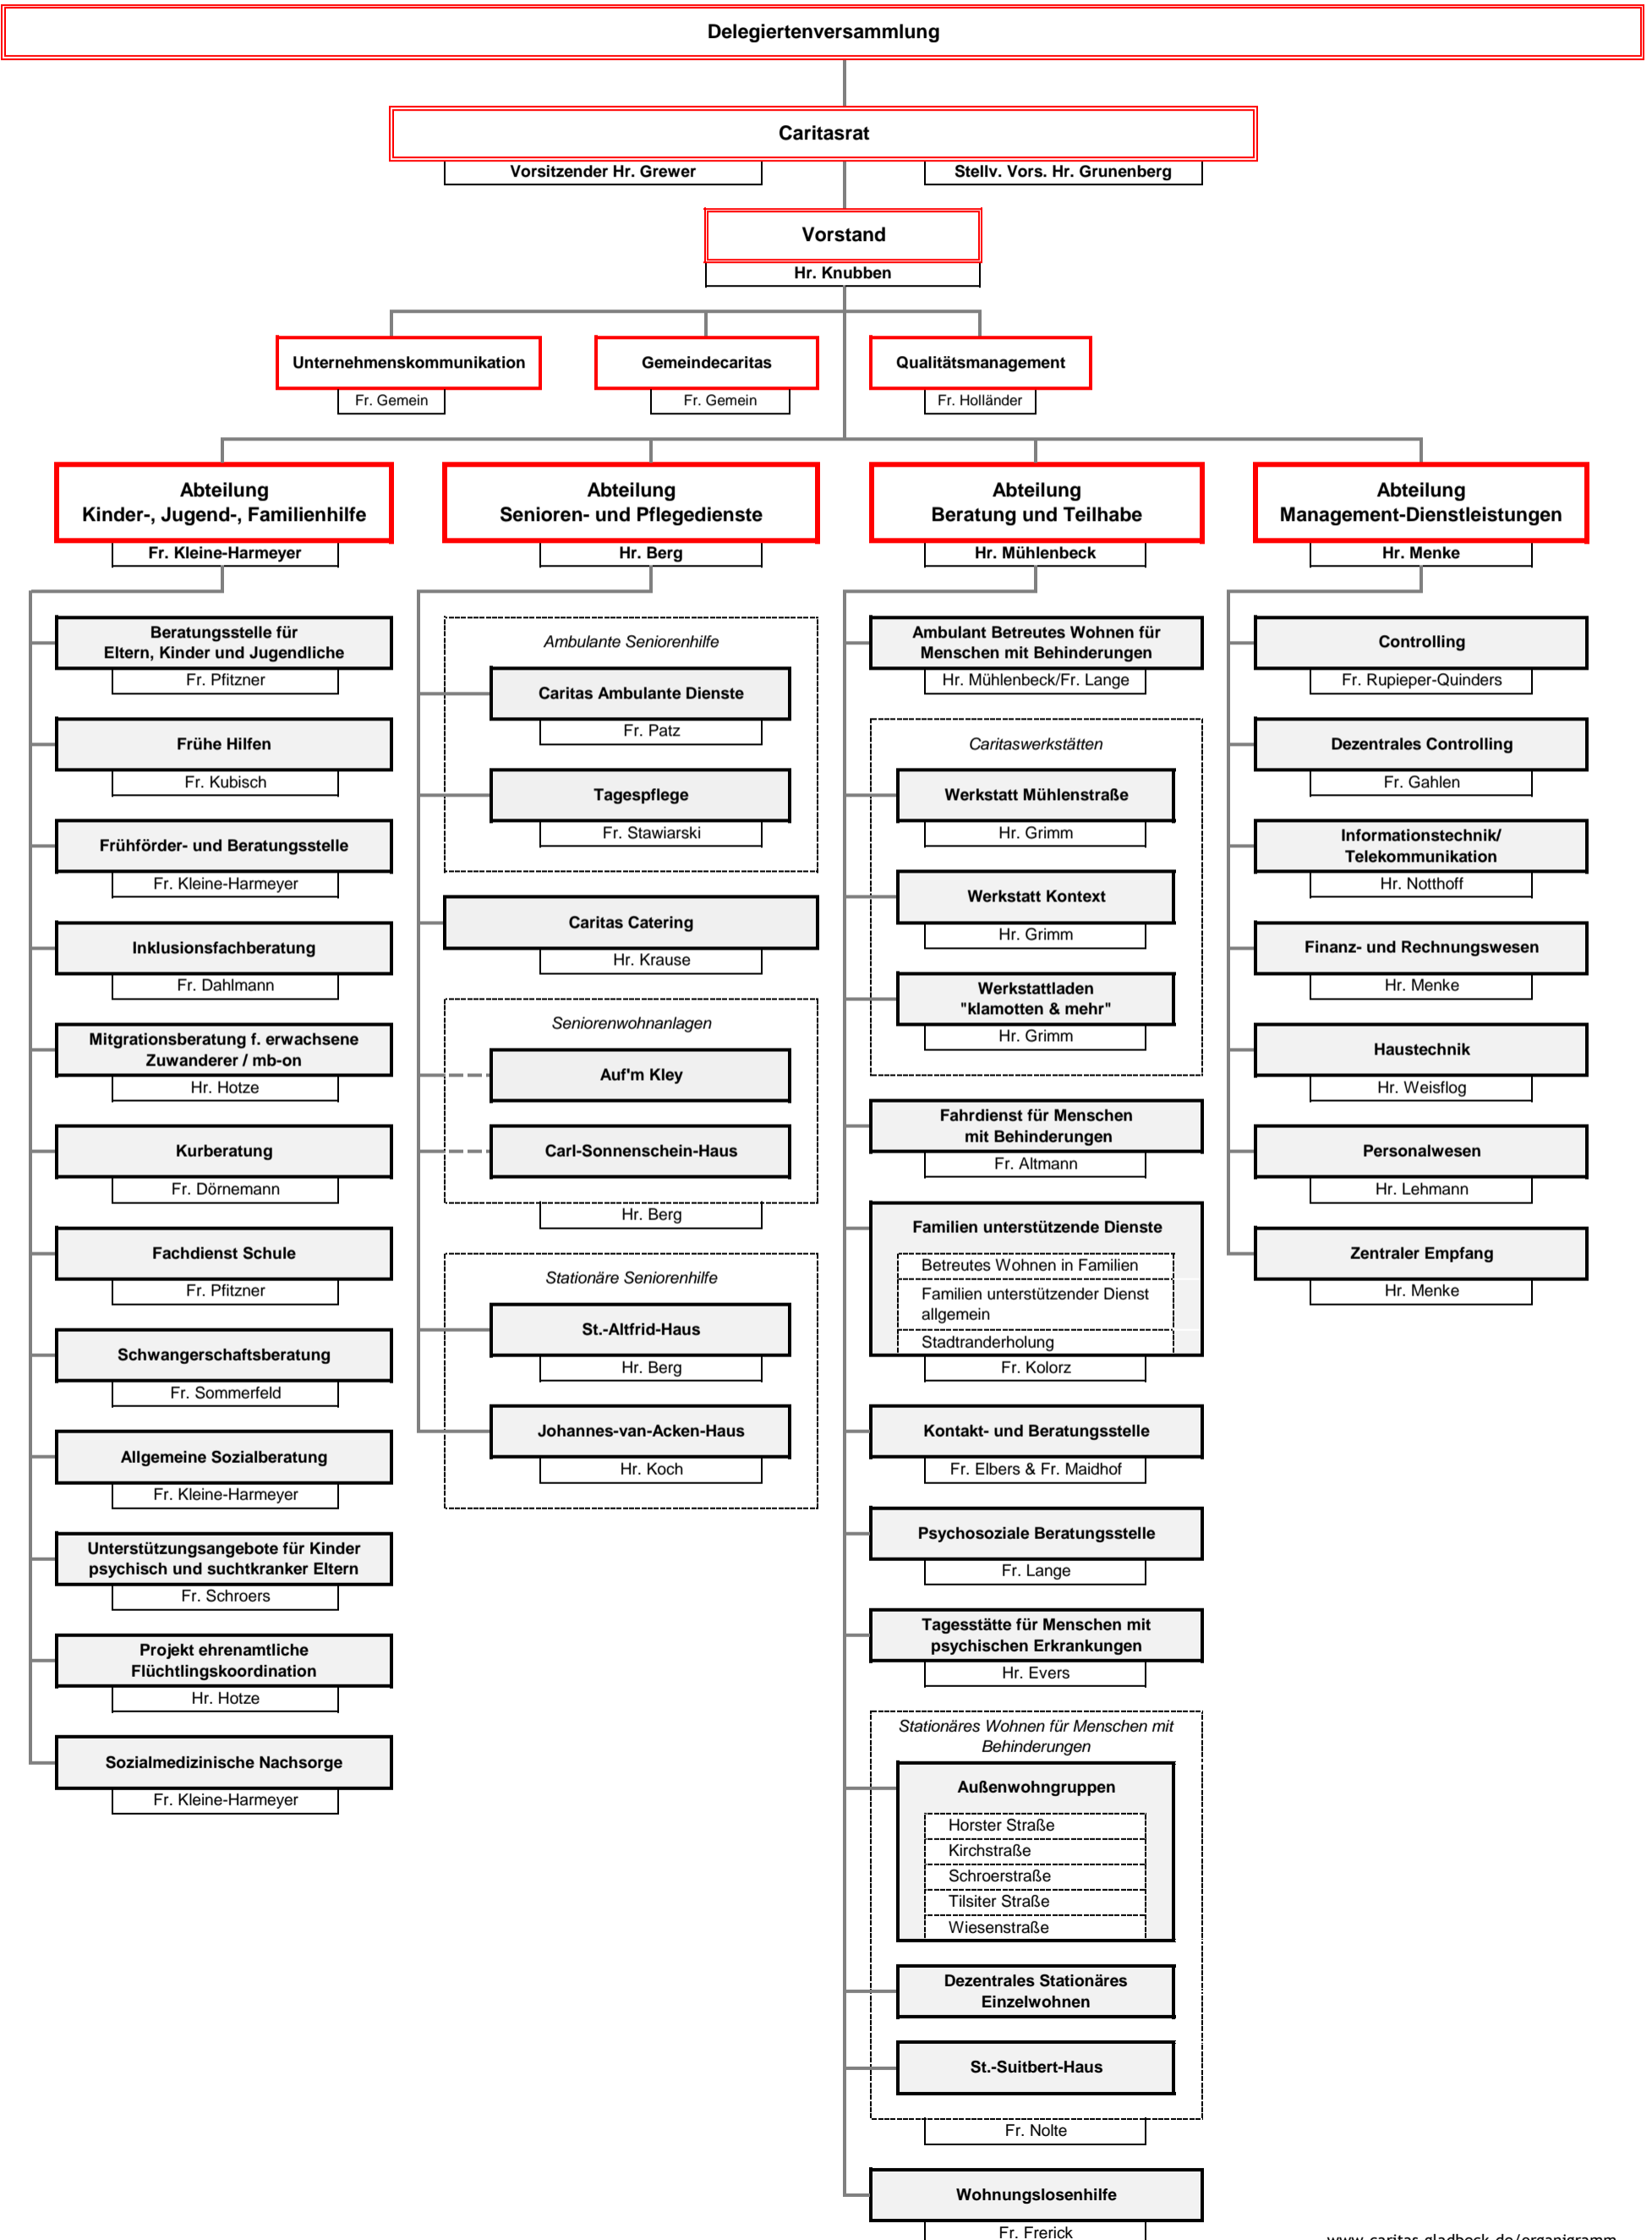 Delegiertenversammlung
Caritasrat
Vorsitzender Hr. Grewer
Stellv. Vors. Hr. Grunenberg
Vorstand
Hr. Knubben
Unternehmenskommunikation
Fr. Gemein
Gemeindecaritas
Fr. Gemein
Qualitätsmanagement
Fr. Holländer
Abteilung
Kinder-, Jugend-, Familienhilfe
Fr. Kleine-Harmeyer
Beratungsstelle für
Eltern, Kinder und Jugendliche
Fr. Pfitzner
Frühe Hilfen
Fr. Kubisch
Frühförder- und Beratungsstelle
Fr. Kleine-Harmeyer
Inklusionsfachberatung
Fr. Dahlmann
Mitgrationsberatung f. erwachsene
Zuwanderer / mb-on
Hr. Hotze
Kurberatung
Fr. Dörnemann
Fachdienst Schule
Fr. Pfitzner
Schwangerschaftsberatung
Fr. Sommerfeld
Allgemeine Sozialberatung
Fr. Kleine-Harmeyer
Unterstützungsangebote für Kinder
psychisch und suchtkranker Eltern
Fr. Schroers
Projekt ehrenamtliche
Flüchtlingskoordination
Hr. Hotze
Sozialmedizinische Nachsorge
Fr. Kleine-Harmeyer
Abteilung
Senioren- und Pflegedienste
Hr. Berg
Ambulante Seniorenhilfe
Caritas Ambulante Dienste
Fr. Patz
Tagespflege
Fr. Stawiarski
Caritas Catering
Hr. Krause
Seniorenwohnanlagen
Auf'm Kley
Carl-Sonnenschein-Haus
Hr. Berg
Stationäre Seniorenhilfe
St.-Altfrid-Haus
Hr. Berg
Johannes-van-Acken-Haus
Hr. Koch
Abteilung
Beratung und Teilhabe
Hr. Mühlenbeck
Ambulant Betreutes Wohnen für
Menschen mit Behinderungen
Hr. Mühlenbeck/Fr. Lange
Caritaswerkstätten
Werkstatt Mühlenstraße
Hr. Grimm
Werkstatt Kontext
Hr. Grimm
Werkstattladen
"klamotten & mehr"
Hr. Grimm
Fahrdienst für Menschen
mit Behinderungen
Fr. Altmann
Familien unterstützende Dienste
Betreutes Wohnen in Familien
Familien unterstützender Dienst
allgemein
Stadtranderholung
Fr. Kolorz
Kontakt- und Beratungsstelle
Fr. Elbers & Fr. Maidhof
Psychosoziale Beratungsstelle
Fr. Lange
Tagesstätte für Menschen mit
psychischen Erkrankungen
Hr. Evers
Stationäres Wohnen für Menschen mit
Behinderungen
Außenwohngruppen
Horster Straße
Kirchstraße
Schroerstraße
Tilsiter Straße
Wiesenstraße
Dezentrales Stationäres
Einzelwohnen
St.-Suitbert-Haus
Fr. Nolte
Wohnungslosenhilfe
Fr. Frerick
Abteilung
Management-Dienstleistungen
Hr. Menke
Controlling
Fr. Rupieper-Quinders
Dezentrales Controlling
Fr. Gahlen
Informationstechnik/
Telekommunikation
Hr. Notthoff
Finanz- und Rechnungswesen
Hr. Menke
Haustechnik
Hr. Weisflog
Personalwesen
Hr. Lehmann
Zentraler Empfang
Hr. Menke
www.caritas-gladbeck.de/organigramm